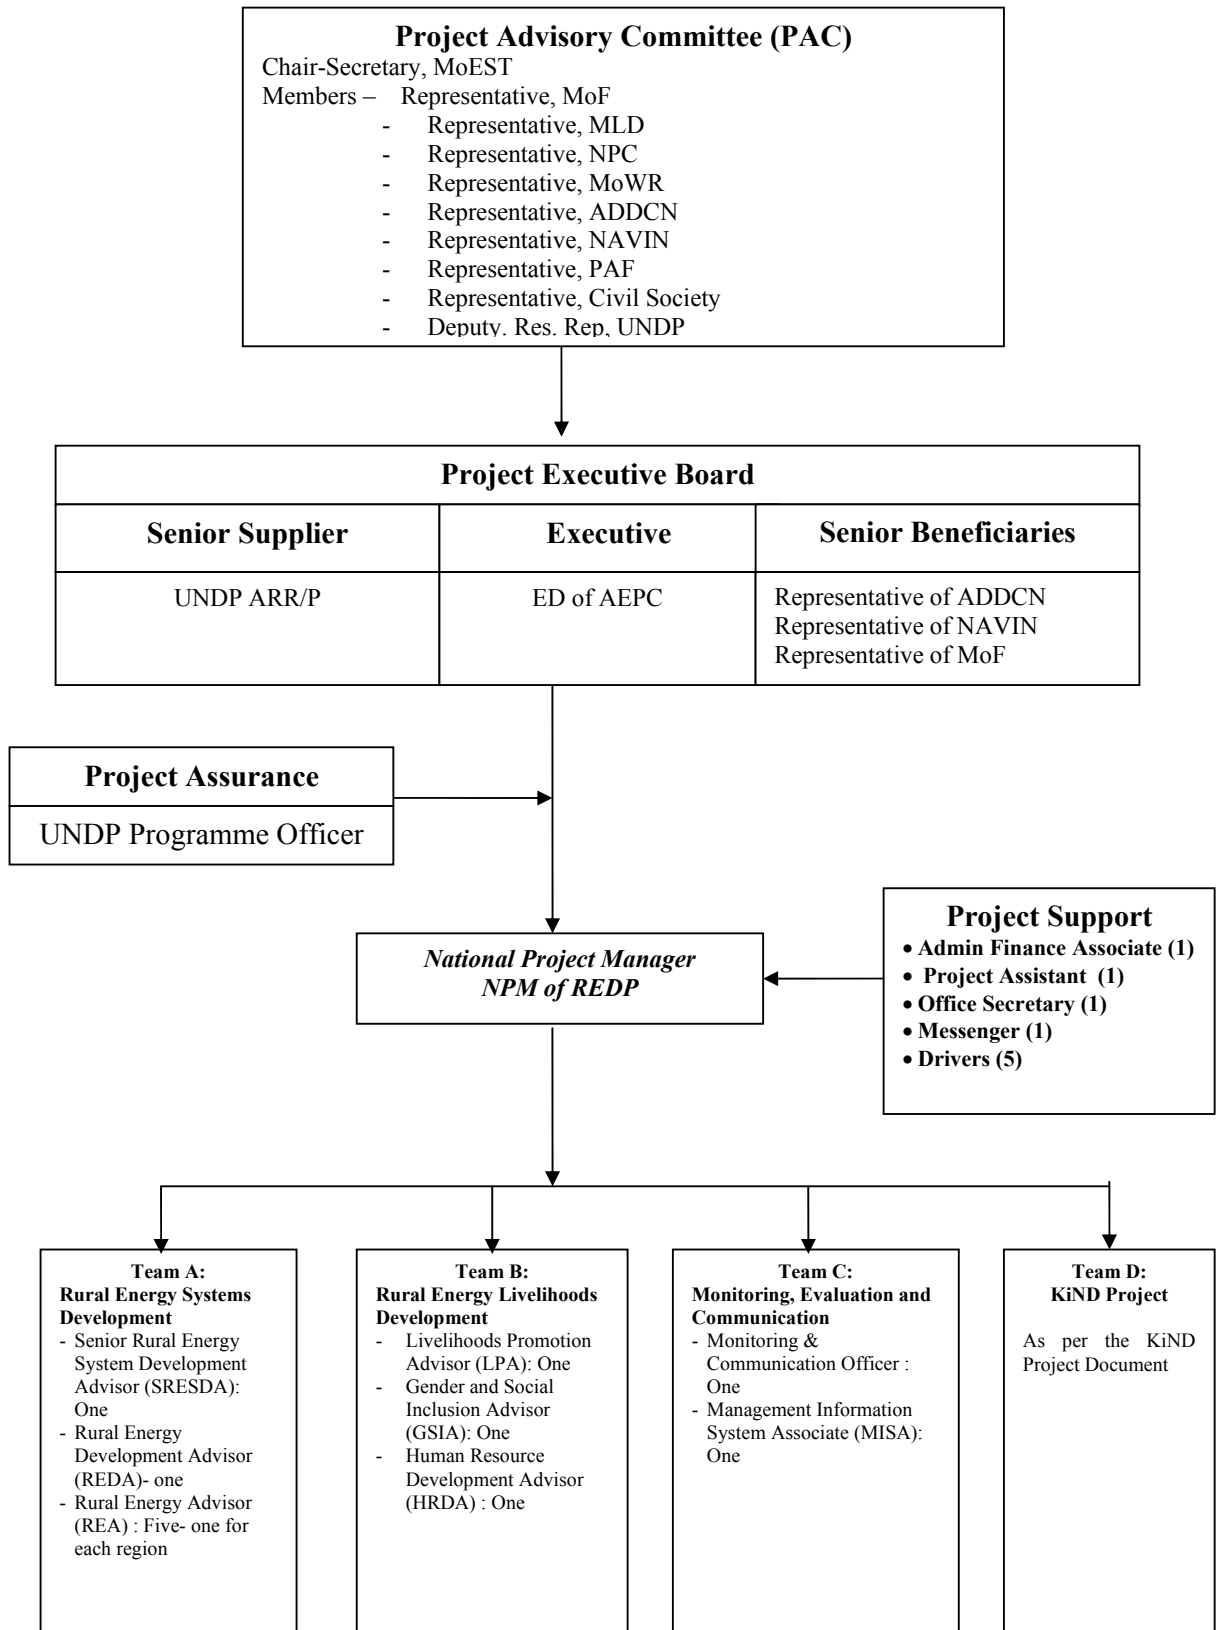 Project Advisory Committee (PAC)
Chair-Secretary, MoEST
Members – Representative, MoF
- Representative, MLD
- Representative, NPC
- Representative, MoWR
- Representative, ADDCN
- Representative, NAVIN
- Representative, PAF
- Representative, Civil Society
- Deputy. Res. Rep, UNDP
Project Executive Board
Senior Supplier
Executive
Senior Beneficiaries
UNDP ARR/P
ED of AEPC
Representative of ADDCN
Representative of NAVIN
Representative of MoF
Project Assurance
UNDP Programme Officer
Project Support
• Admin Finance Associate (1)
• Project Assistant (1)
• Office Secretary (1)
• Messenger (1)
• Drivers (5)
National Project Manager
NPM of REDP
Team A:
Rural Energy Systems
Development
- Senior Rural Energy
System Development
Advisor (SRESDA):
One
- Rural Energy
Development Advisor
(REDA)- one
- Rural Energy Advisor
(REA) : Five- one for
each region
Team B:
Rural Energy Livelihoods
Development
- Livelihoods Promotion
Advisor (LPA): One
- Gender and Social
Inclusion Advisor
(GSIA): One
- Human Resource
Development Advisor
(HRDA) : One
Team C:
Monitoring, Evaluation and
Communication
- Monitoring &
Communication Officer :
One
- Management Information
System Associate (MISA):
One
Team D:
KiND Project
As per the KiND
Project Document